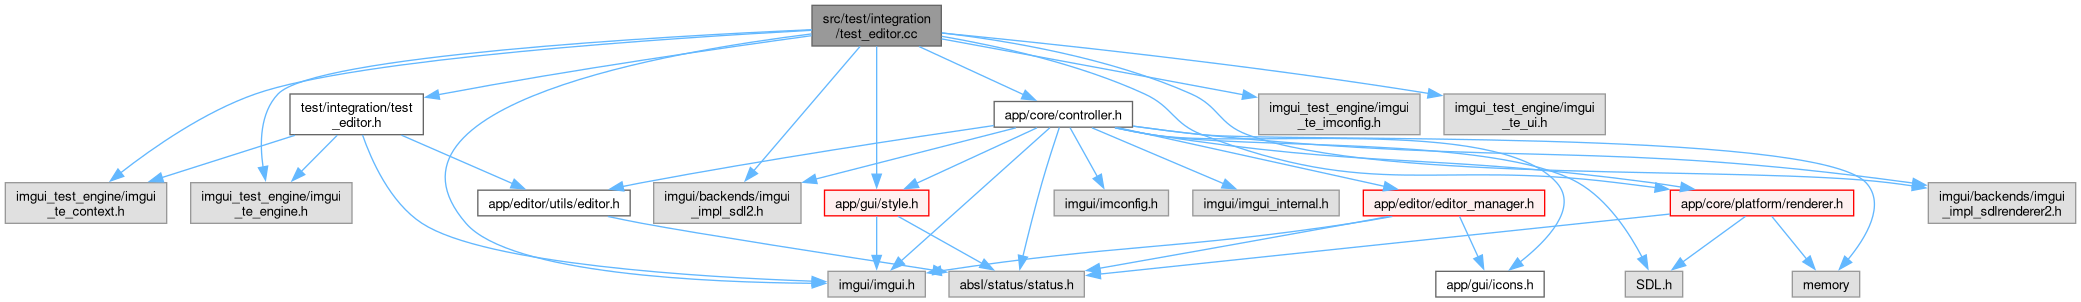 src/test/integration
/test_editor.cc
test/integration/test
_editor.h
app/core/controller.h
imgui_test_engine/imgui
_te_imconfig.h
imgui_test_engine/imgui
_te_ui.h
imgui_test_engine/imgui
_te_context.h
imgui_test_engine/imgui
_te_engine.h
app/editor/utils/editor.h
imgui/backends/imgui
_impl_sdl2.h
app/gui/style.h
imgui/imconfig.h
imgui/imgui_internal.h
app/editor/editor_manager.h
app/core/platform/renderer.h
imgui/backends/imgui
_impl_sdlrenderer2.h
imgui/imgui.h
absl/status/status.h
app/gui/icons.h
SDL.h
memory